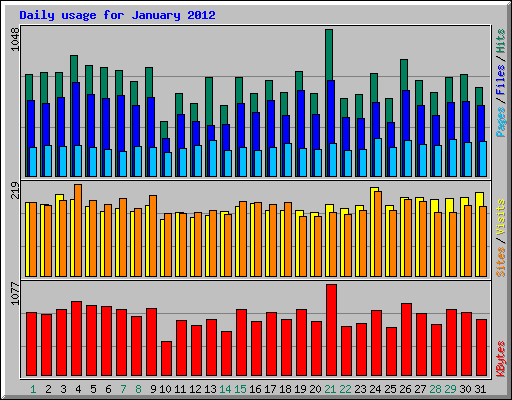 Daily usage for January 2012
1048
Pages / Files / Hits
219
Sites / Visits
1077
KBytes
1 2 3 4 5 6 7 8 9 10 11 12 13 14 15 16 17 18 19 20 21 22 23 24 25 26 27 28 29 30 31